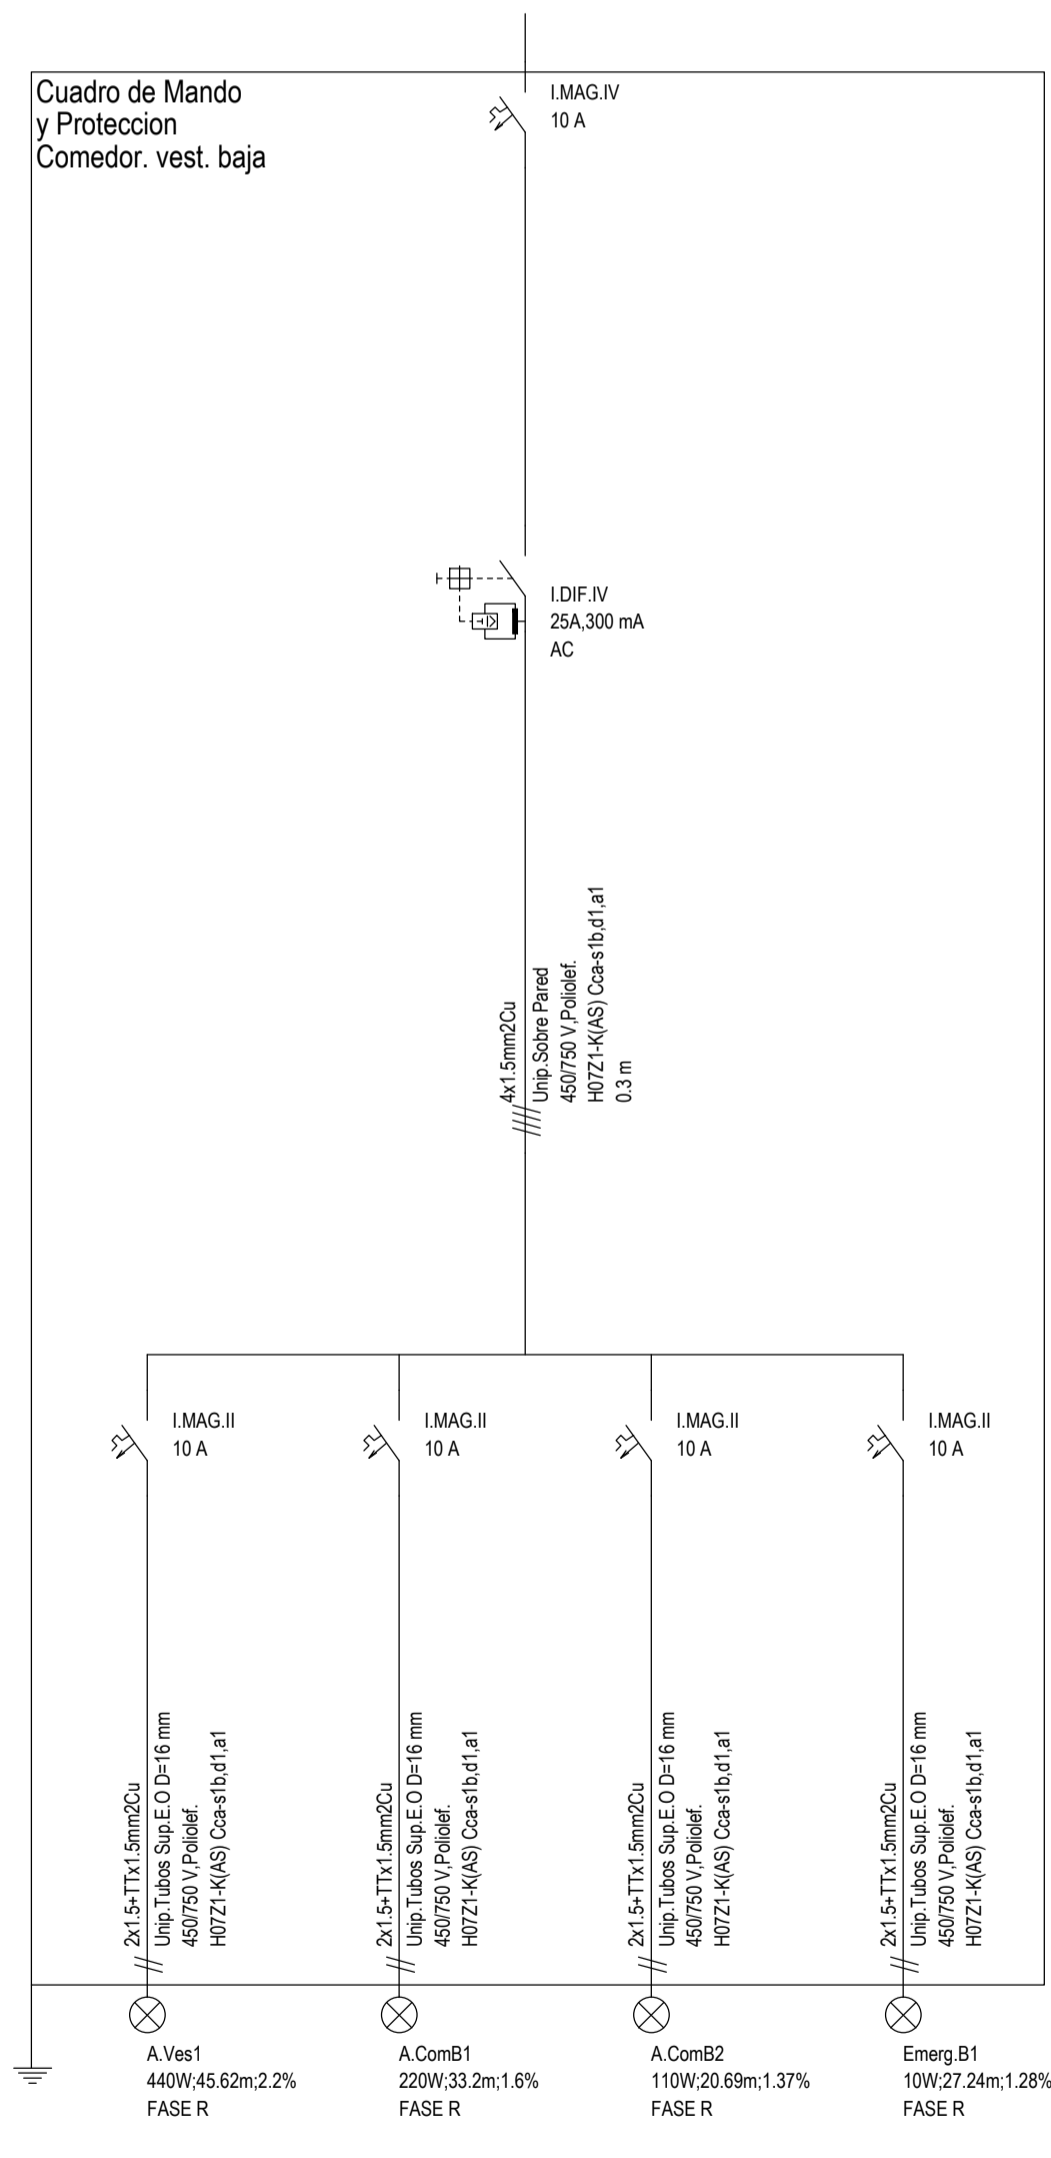 Cuadro de Mando
y Proteccion
Comedor. vest. baja
I.MAG.IV
10 A
I.DIF.IV
25A,300 mA
AC
4x1.5mm2Cu
Unip.Sobre Pared
450/750 V,Poliolef.
H07Z1-K(AS) Cca-s1b,d1,a1
0.3 m
I.MAG.II
10 A
I.MAG.II
10 A
I.MAG.II
10 A
I.MAG.II
10 A
2x1.5+TTx1.5mm2Cu
Unip.Tubos Sup.E.O D=16 mm
450/750 V,Poliolef.
H07Z1-K(AS) Cca-s1b,d1,a1
2x1.5+TTx1.5mm2Cu
Unip.Tubos Sup.E.O D=16 mm
450/750 V,Poliolef.
H07Z1-K(AS) Cca-s1b,d1,a1
2x1.5+TTx1.5mm2Cu
Unip.Tubos Sup.E.O D=16 mm
450/750 V,Poliolef.
H07Z1-K(AS) Cca-s1b,d1,a1
2x1.5+TTx1.5mm2Cu
Unip.Tubos Sup.E.O D=16 mm
450/750 V,Poliolef.
H07Z1-K(AS) Cca-s1b,d1,a1
A.Ves1
440W;45.62m;2.2%
FASE R
A.ComB1
220W;33.2m;1.6%
FASE R
A.ComB2
110W;20.69m;1.37%
FASE R
Emerg.B1
10W;27.24m;1.28%
FASE R